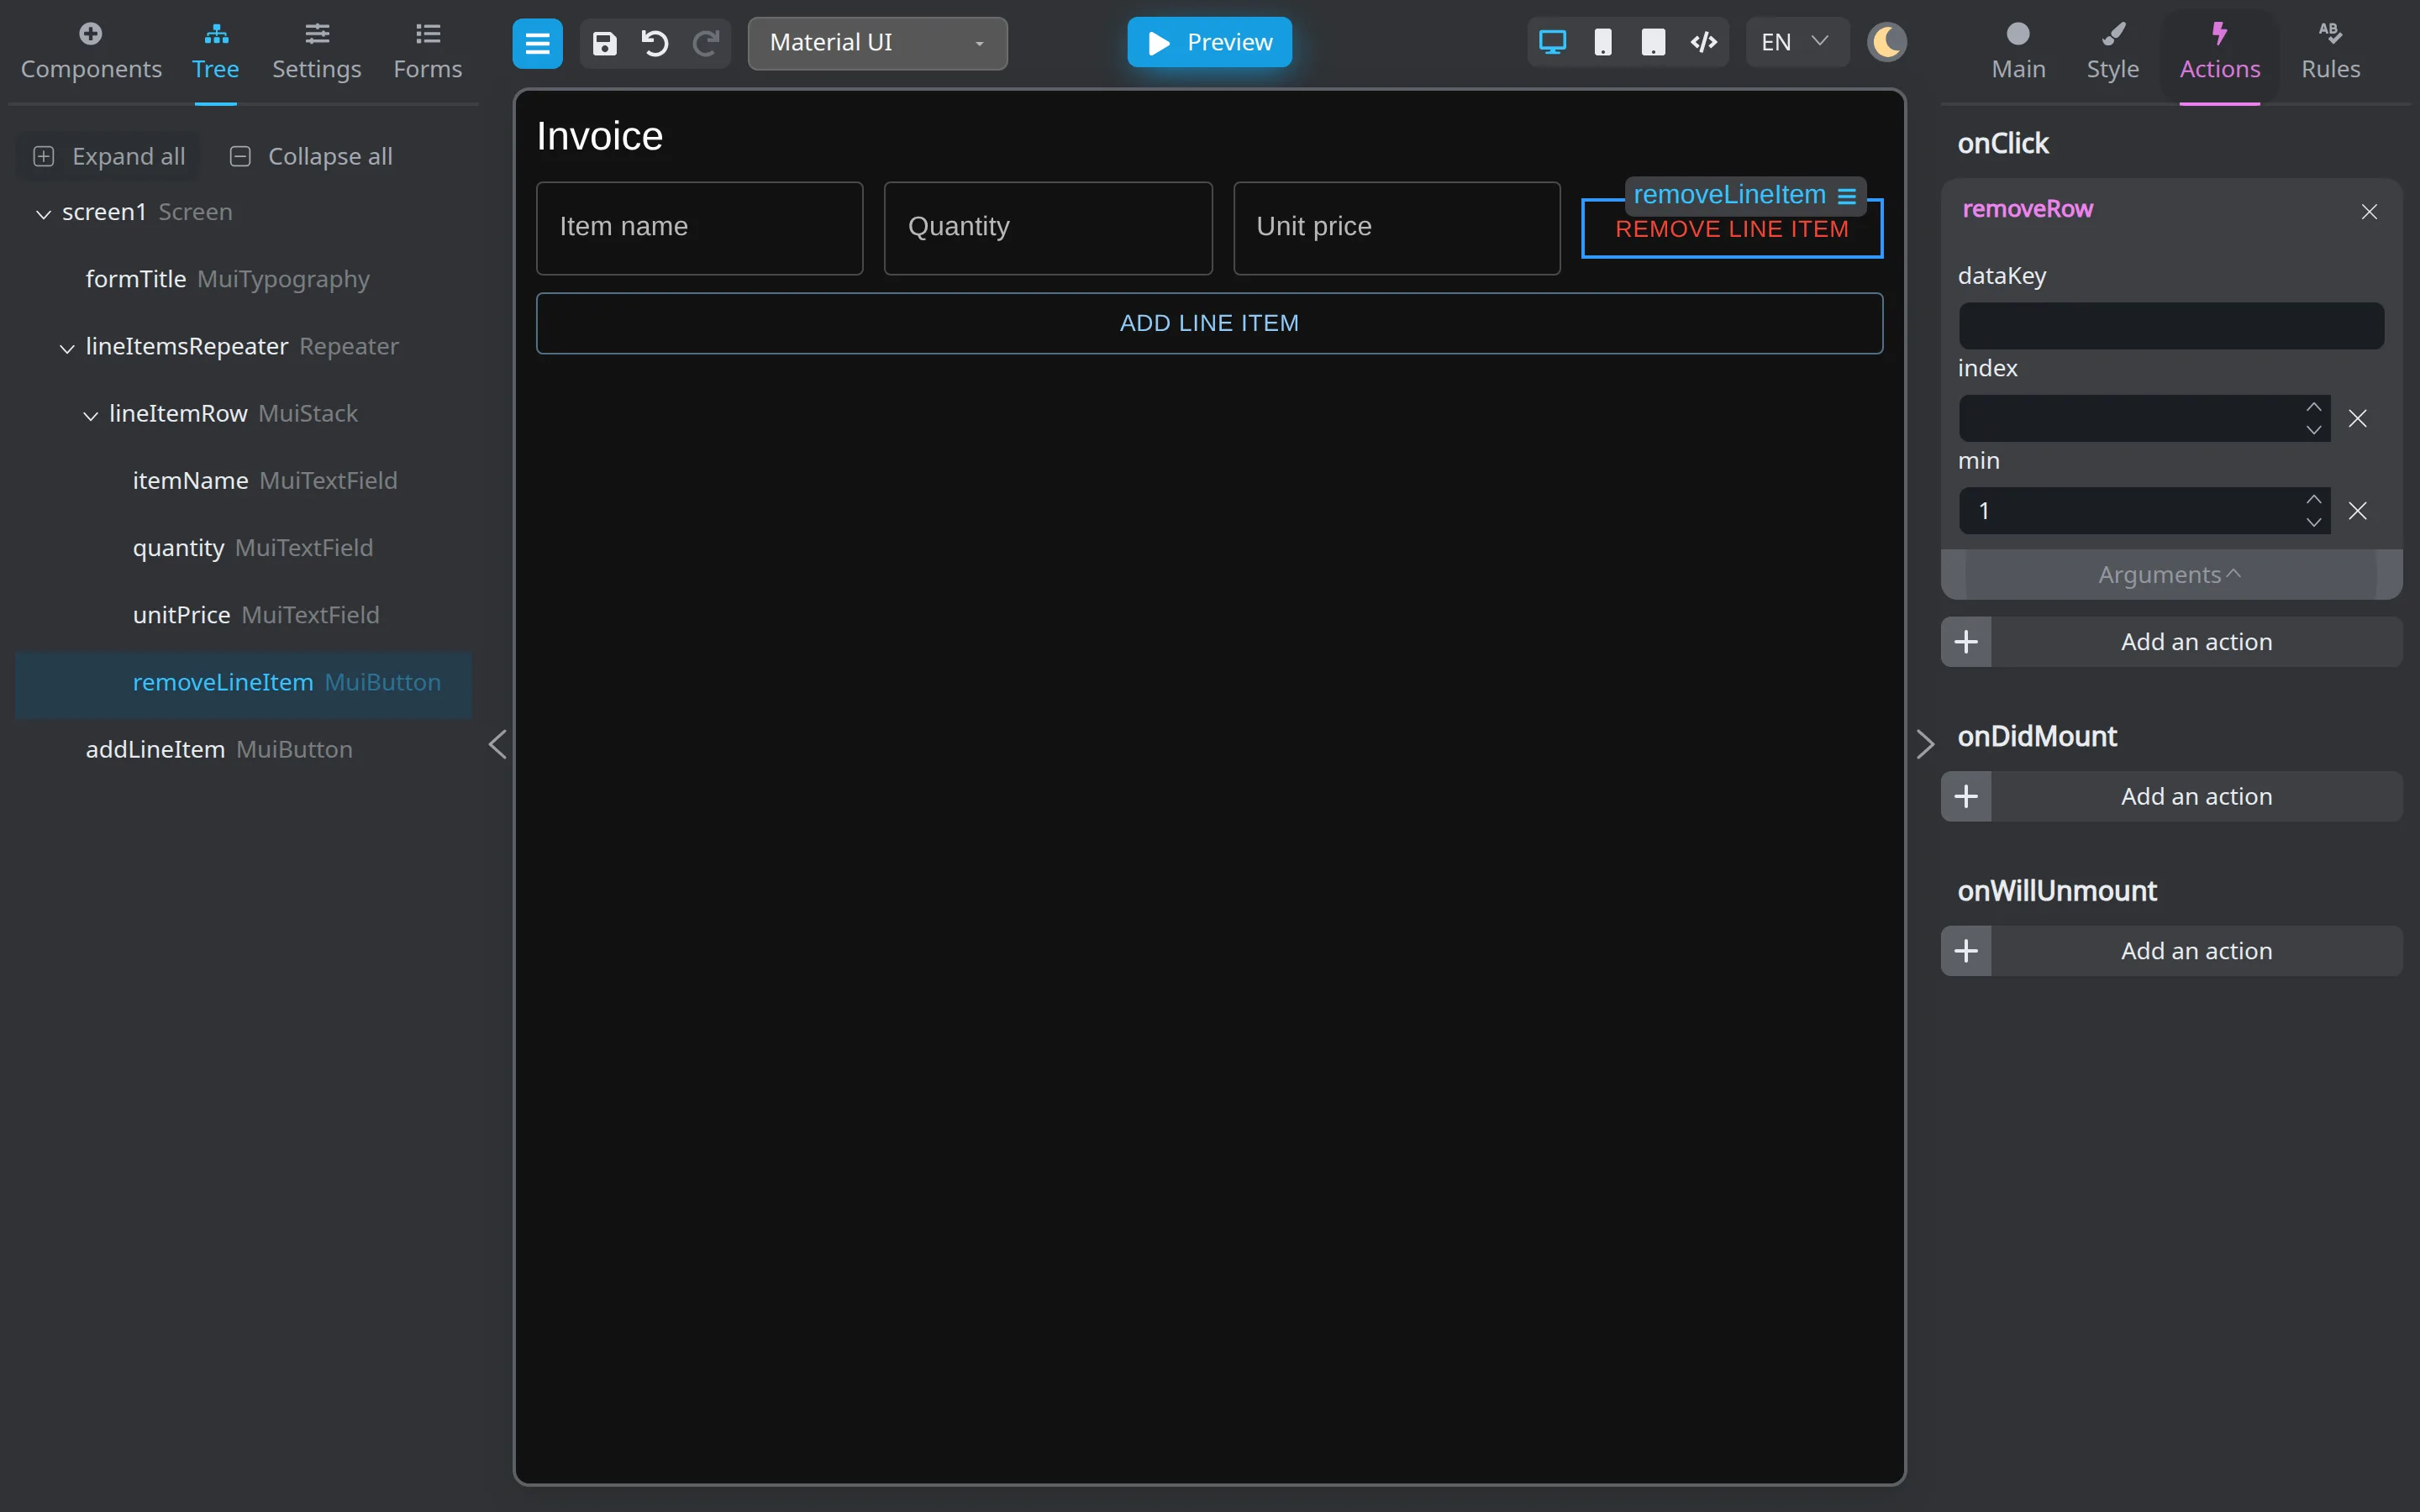 Components Tree Settings Forms
Material UI
Preview
EN
Main Style Actions Rules
Expand all Collapse all
screen1 Screen
formTitle MuiTypography
lineItemsRepeater Repeater
lineItemRow MuiStack
itemName MuiTextField
quantity MuiTextField
unitPrice MuiTextField
removeLineItem MuiButton
addLineItem MuiButton
Invoice
removeLineItem
Item name Quantity Unit price REMOVE LINE ITEM
ADD LINE ITEM
onClick
removeRow
dataKey
index
min
1
Arguments
Add an action
onDidMount
Add an action
onWillUnmount
Add an action